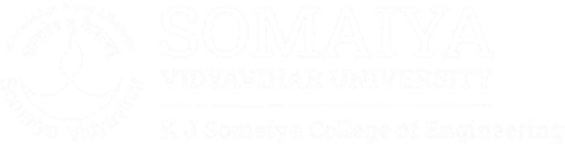 SOMAIYA
VIDYAVIHAR UNIVERSITY
K J Somaiya College of Engineering